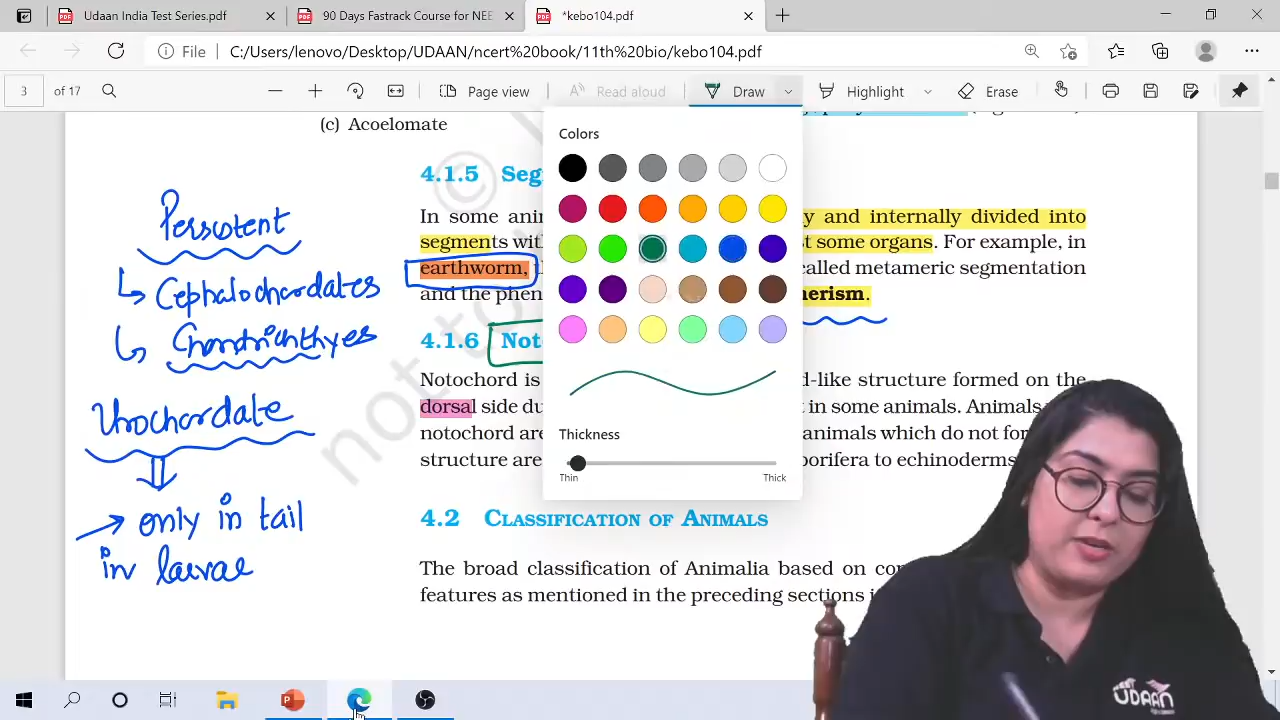 Udaan India Test Series.pdf
90 Days Fastrack Course for NEE
*kebo104.pdf
File
C:/Users/lenovo/Desktop/UDAAN/ncert%20book/11th%20bio/kebo104.pdf
3 of 17
Page view
Read aloud
Draw
Highlight
Erase
(c) Acoelomate
Colors
Thickness
Thin
Thick
4.1.5 Seg
In some anim
y and internally divided into
segments wit
t some organs. For example, in
earthworm,
called metameric segmentation
and the phen
erism.
4.1.6 Not
Notochord is
d-like structure formed on the
dorsal side du
t in some animals. Animals
notochord are
animals which do not for
structure are
orifera to echinoderms
4.2 CLASSIFICATION OF ANIMALS
The broad classification of Animalia based on co
features as mentioned in the preceding sections i
Persistent
Cephalochordates
Chondrichthyes
Urochordate
only in tail
in larvae
not to
UDAAN